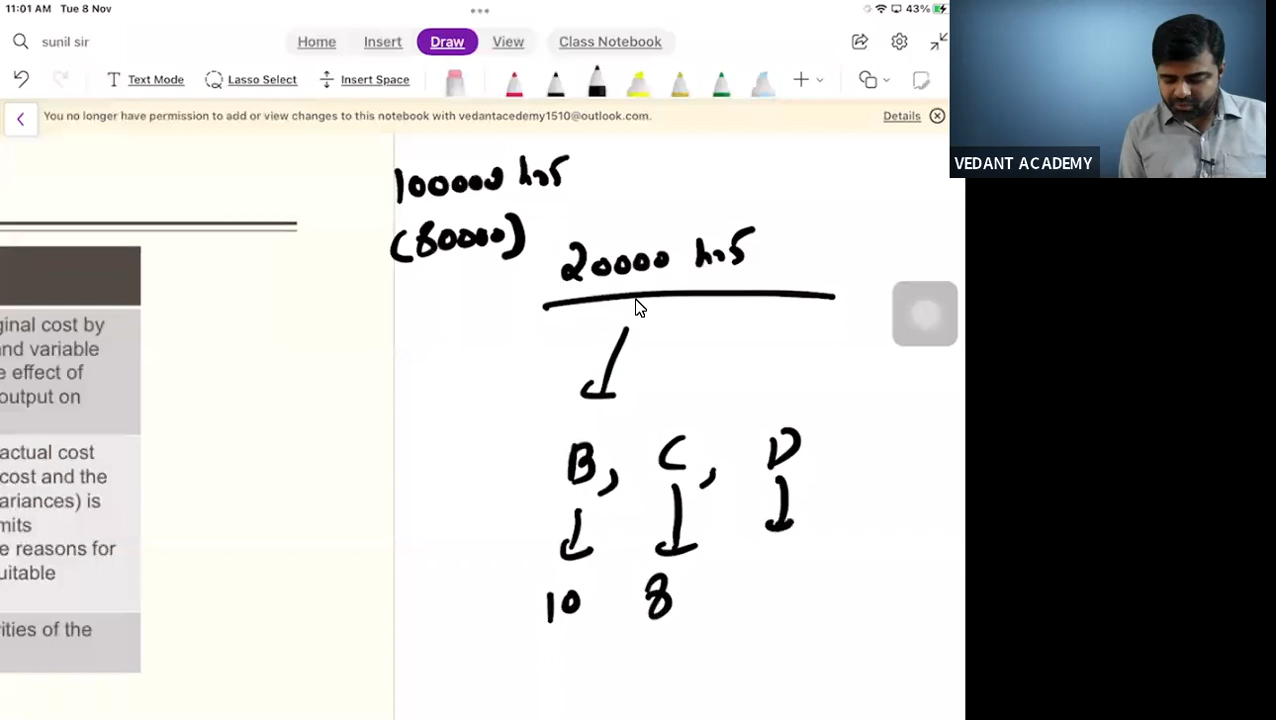 11:01 AM Tue 8 Nov
43%
sunil sir
Home Insert Draw View Class Notebook
Text Mode Lasso Select Insert Space
You no longer have permission to add or view changes to this notebook with vedantacedemy1510@outlook.com. Details
VEDANT ACADEMY
100000 hrs
(80000)
20000 hrs
B, C, D
10 8
ginal cost by
and variable
e effect of
output on
actual cost
cost and the
ariances) is
mits
e reasons for
uitable
ities of the